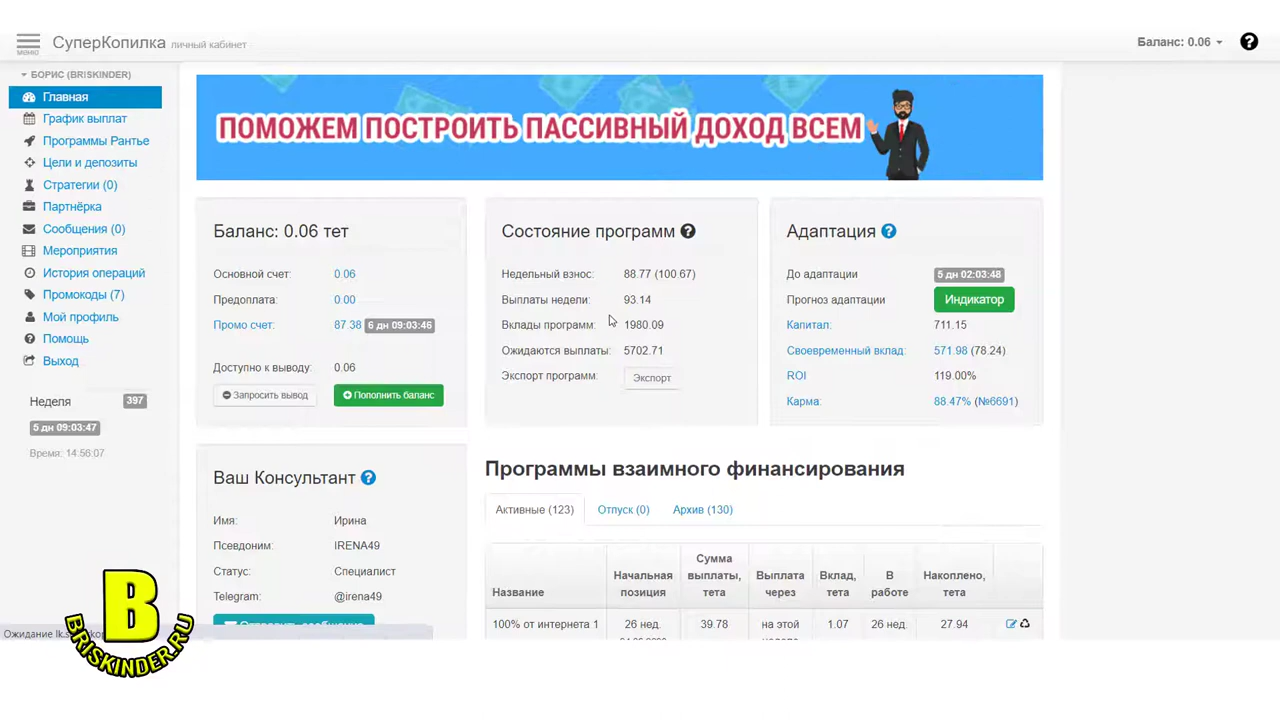 меню
СуперКопилка личный кабинет
Баланс: 0.06
БОРИС (BRISKINDER)
Главная
График выплат
Программы Рантье
Цели и депозиты
Стратегии (0)
Партнёрка
Сообщения (0)
Мероприятия
История операций
Промокоды (7)
Мой профиль
Помощь
Выход
Неделя 397
5 дн 09:03:47
Время: 14:56:07
ПОМОЖЕМ ПОСТРОИТЬ ПАССИВНЫЙ ДОХОД ВСЕМ
Баланс: 0.06 тет
Основной счет: 0.06
Предоплата: 0.00
Промо счет: 87.38 6 дн 09:03:46
Доступно к выводу: 0.06
Запросить вывод Пополнить баланс
Состояние программ
Недельный взнос: 88.77 (100.67)
Выплаты недели: 93.14
Вклады программ: 1980.09
Ожидаются выплаты: 5702.71
Экспорт программ: Экспорт
Адаптация
До адаптации 5 дн 02:03:48
Прогноз адаптации Индикатор
Капитал: 711.15
Своевременный вклад: 571.98 (78.24)
ROI 119.00%
Карма: 88.47% (№6691)
Ваш Консультант
Имя: Ирина
Псевдоним: IRENA49
Статус: Специалист
Telegram: @irena49
Программы взаимного финансирования
Активные (123) Отпуск (0) Архив (130)
Название Начальная позиция Сумма выплаты, тета Выплата через Вклад, тета В работе Накоплено, тета
100% от интернета 1 26 нед. 39.78 на этой 1.07 26 нед. 27.94
B
BRISKINDER.RU